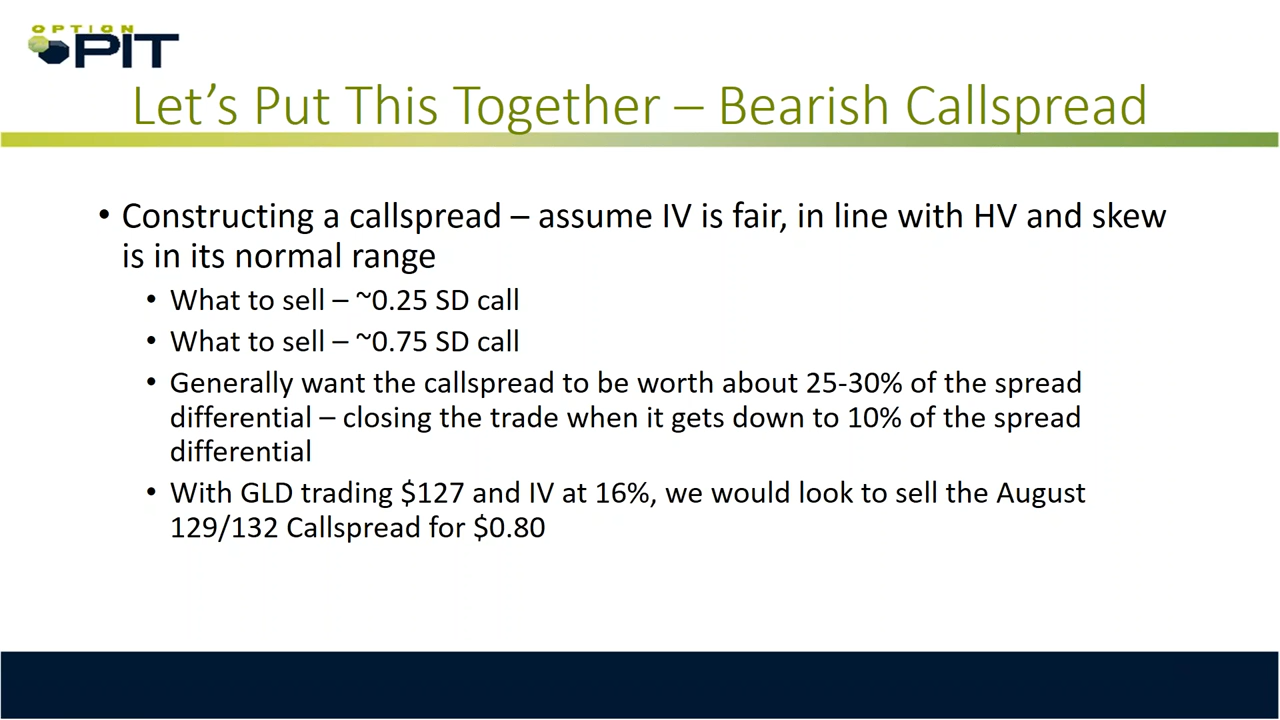 OPTION
PIT
Let’s Put This Together – Bearish Callspread
• Constructing a callspread – assume IV is fair, in line with HV and skew
is in its normal range
• What to sell – ~0.25 SD call
• What to sell – ~0.75 SD call
• Generally want the callspread to be worth about 25-30% of the spread
differential – closing the trade when it gets down to 10% of the spread
differential
• With GLD trading $127 and IV at 16%, we would look to sell the August
129/132 Callspread for $0.80